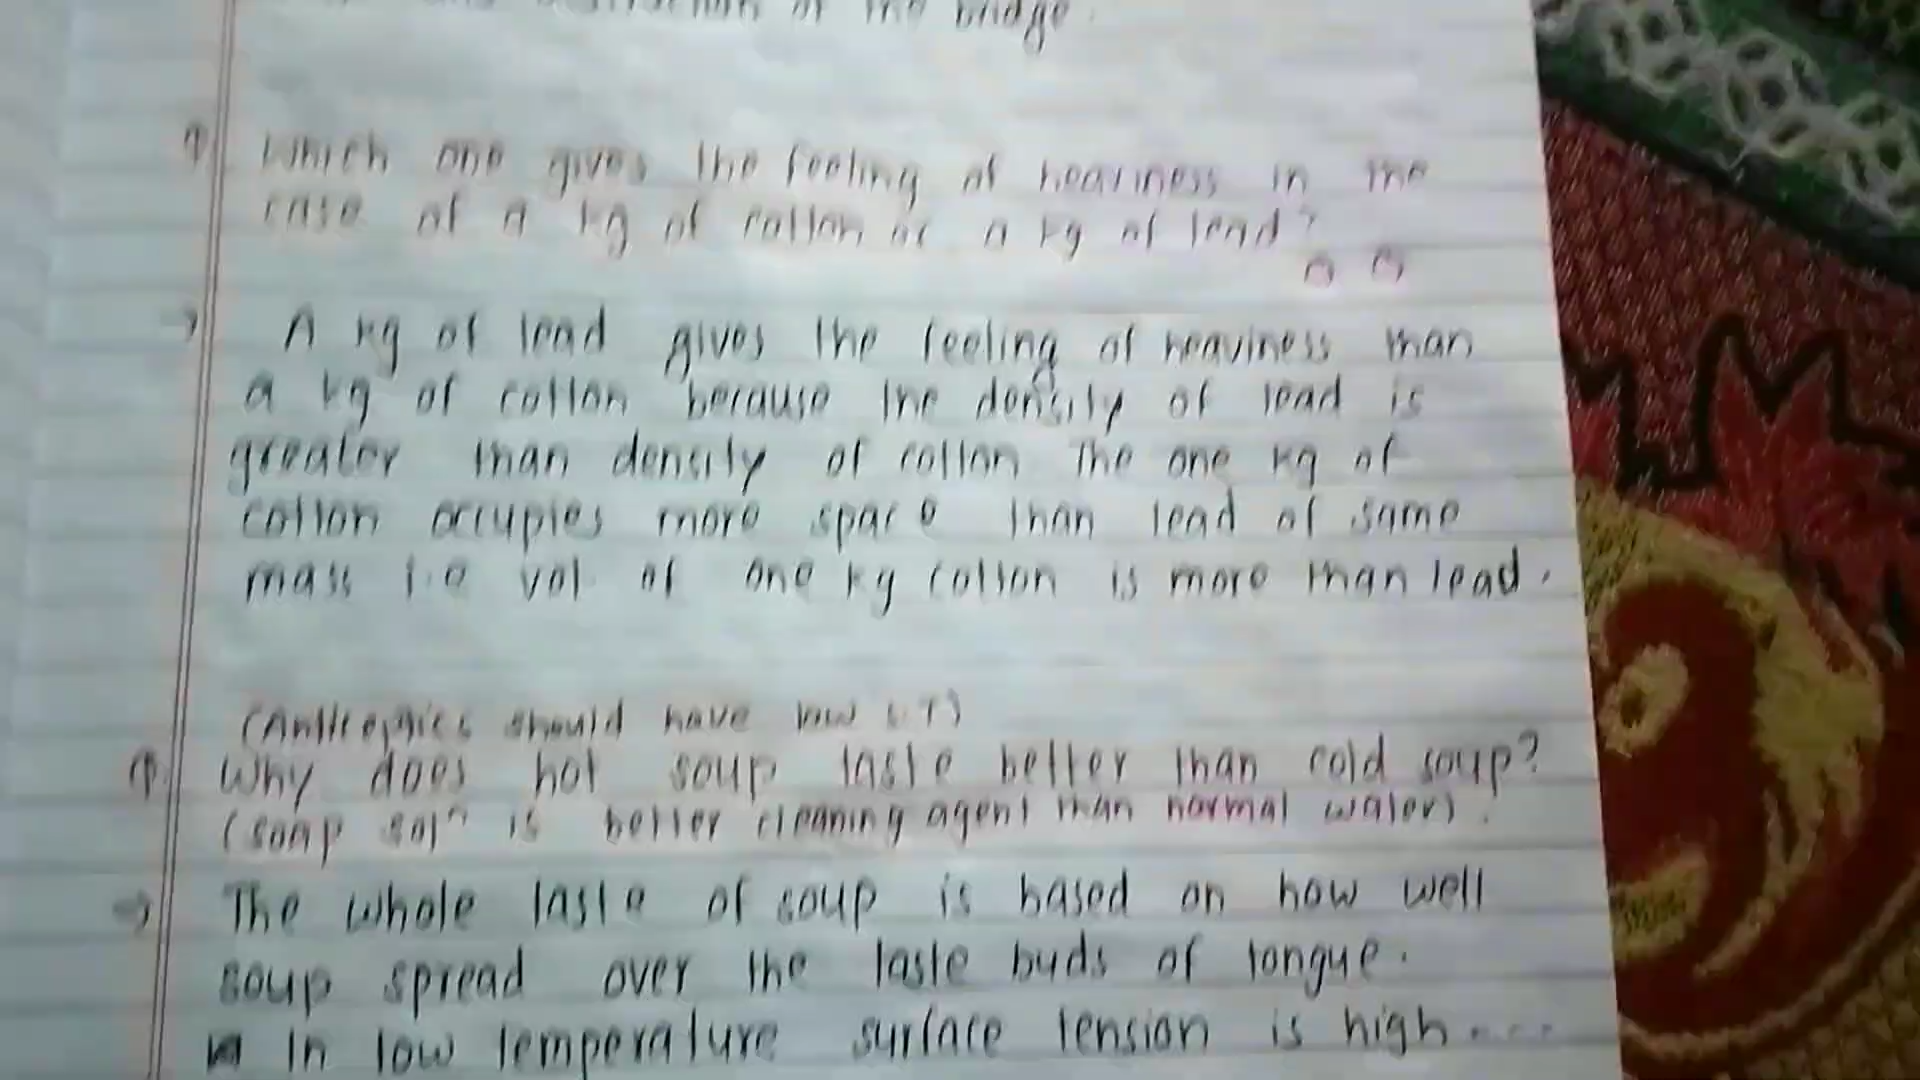 of the bridge.
Q Which one gives the feeling of heaviness in the
case of a kg of cotton or a kg of lead?
→ A kg of lead gives the feeling of heaviness than
a kg of cotton because the density of lead is
greater than density of cotton The one kg of
cotton occupies more space than lead of same
mass i.e vol. of one kg cotton is more than lead.
(Antiseptics should have low S.T)
Q. Why does hot soup taste better than cold soup?
(soap solⁿ is better cleaning agent than normal water).
→ The whole taste of soup is based on how well
soup spread over the taste buds of tongue.
In low temperature surface tension is high ----